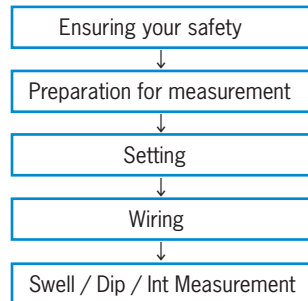 Ensuring your safety
Preparation for measurement
Setting
Wiring
Swell / Dip / Int Measurement